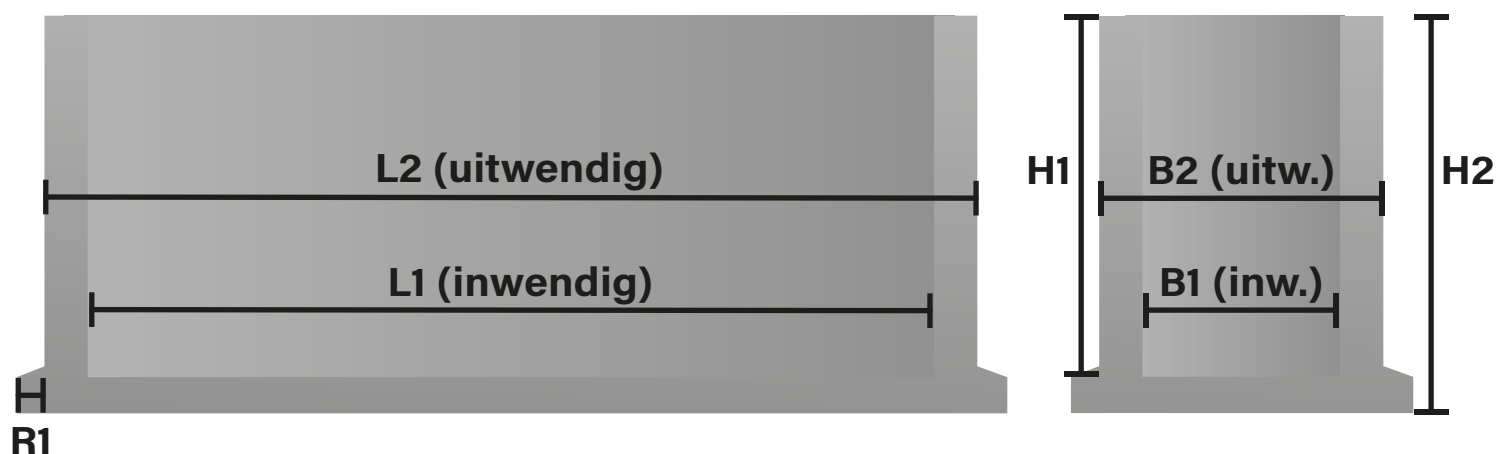 L2 (uitwendig)
L1 (inwendig)
R1
H1
B2 (uitw.)
B1 (inw.)
H2